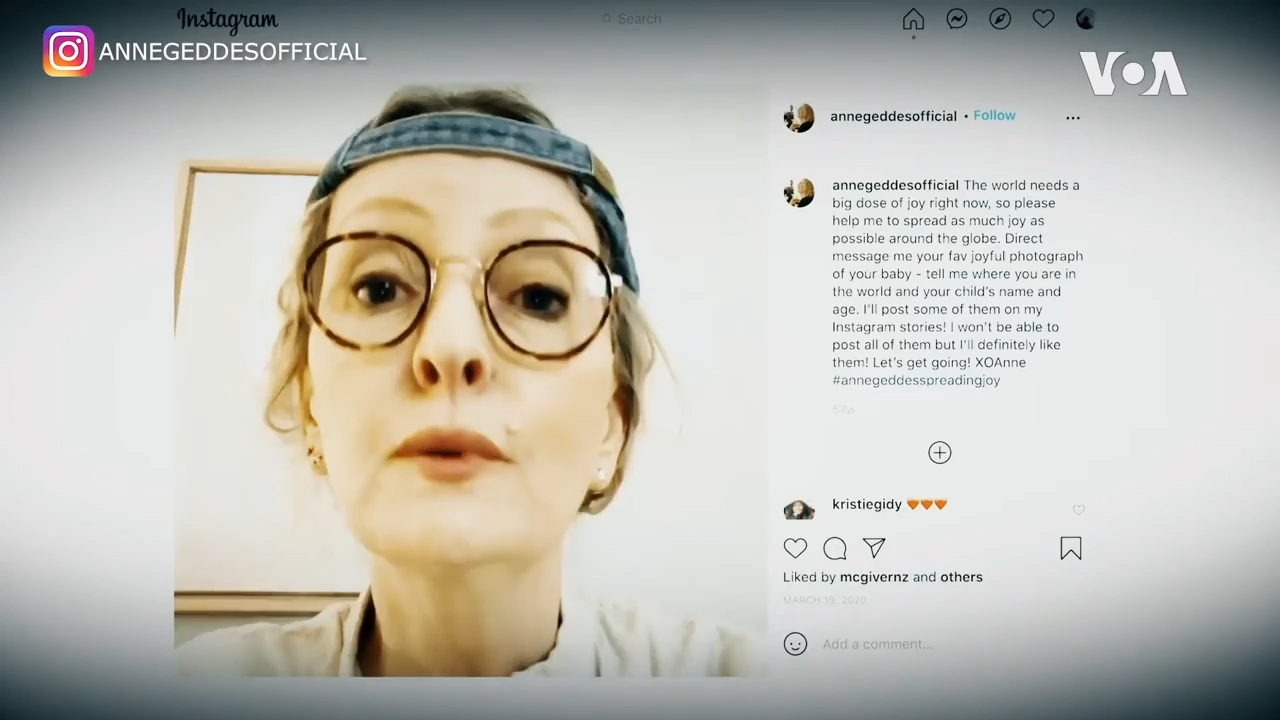 Instagram
Search
ANNEGEDDESOFFICIAL
VOA
annegeddesofficial • Follow
annegeddesofficial The world needs a
big dose of joy right now, so please
help me to spread as much joy as
possible around the globe. Direct
message me your fav joyful photograph
of your baby - tell me where you are in
the world and your child's name and
age. I'll post some of them on my
Instagram stories! I won't be able to
post all of them but I'll definitely like
them! Let's get going! XOAnne
#annegeddesspreadingjoy
57w
kristiegidy 🧡🧡🧡
Liked by mcgivernz and others
MARCH 19, 2020
Add a comment...